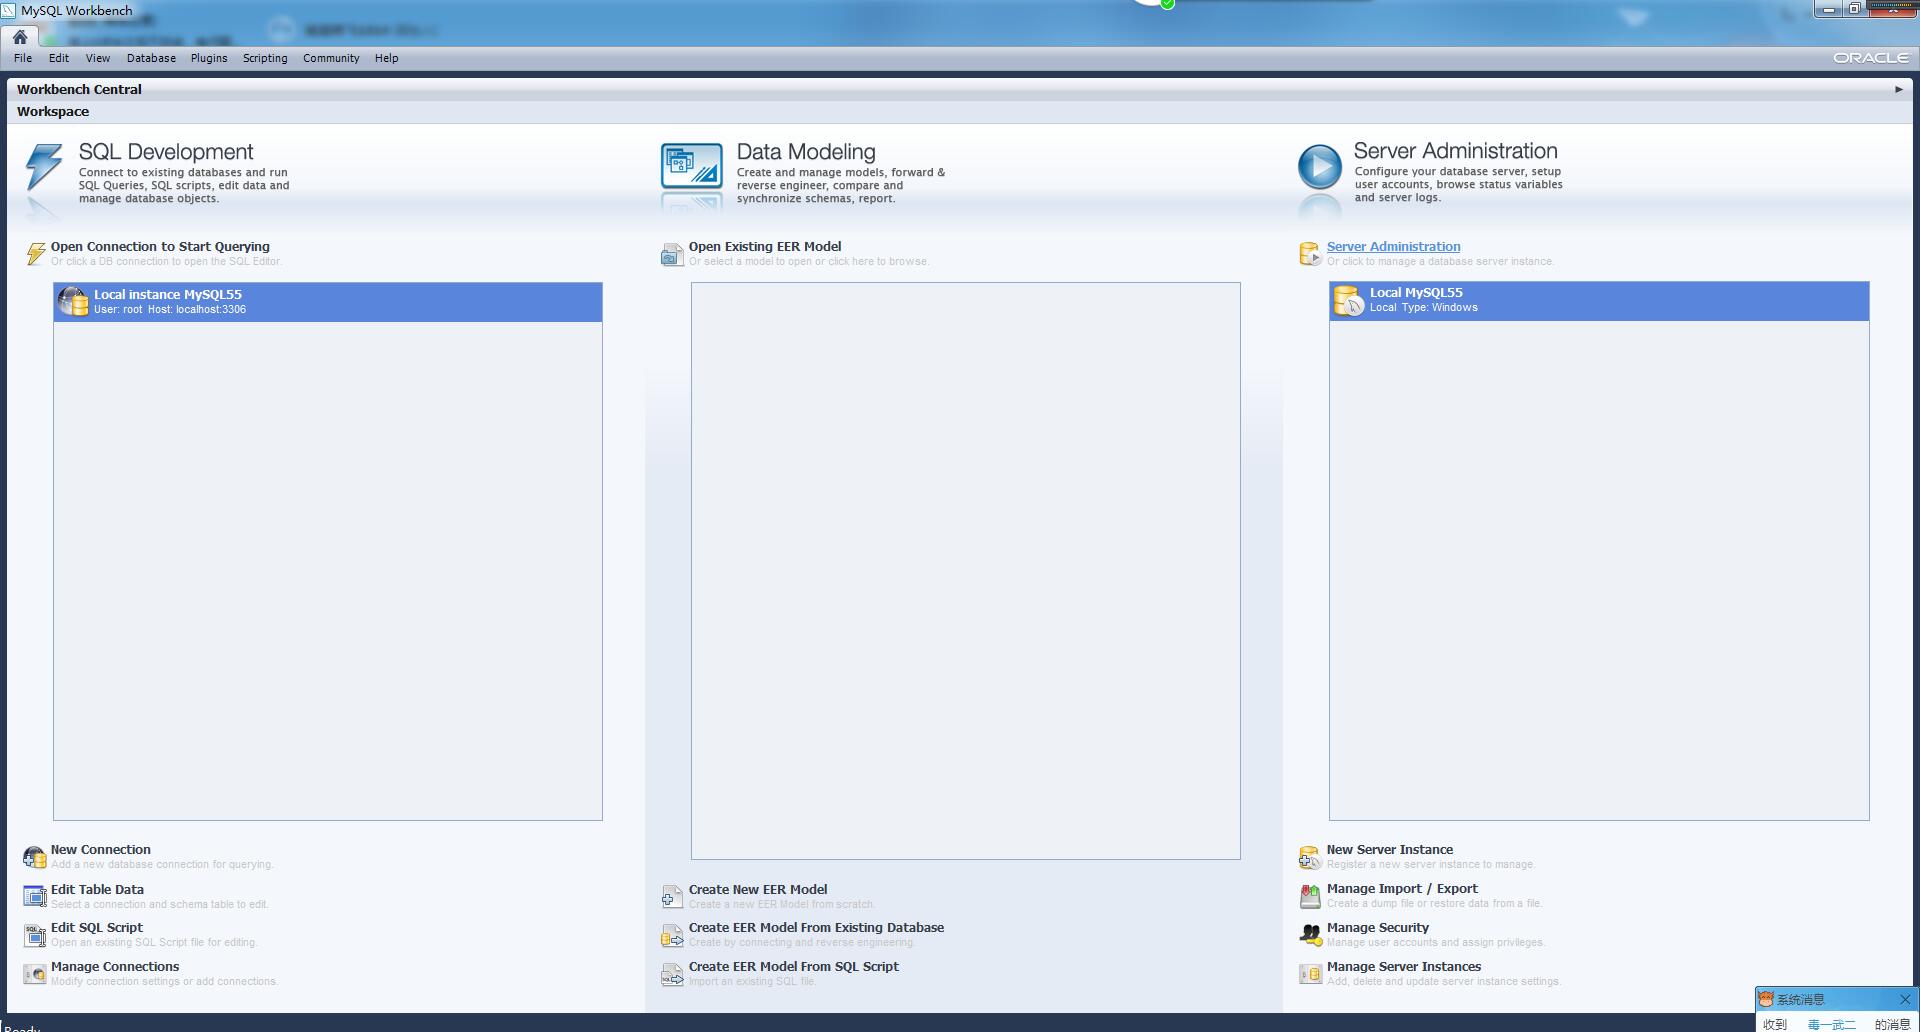 MySQL Workbench
File Edit View Database Plugins Scripting Community Help
ORACLE
Workbench Central
Workspace
SQL Development
Connect to existing databases and run
SQL Queries, SQL scripts, edit data and
manage database objects.
Open Connection to Start Querying
Or click a DB connection to open the SQL Editor.
Local instance MySQL55
User: root Host: localhost:3306
New Connection
Add a new database connection for querying.
Edit Table Data
Select a connection and schema table to edit.
Edit SQL Script
Open an existing SQL Script file for editing.
Manage Connections
Modify connection settings or add connections.
Data Modeling
Create and manage models, forward &
reverse engineer, compare and
synchronize schemas, report.
Open Existing EER Model
Or select a model to open or click here to browse.
Create New EER Model
Create a new EER Model from scratch.
Create EER Model From Existing Database
Create by connecting and reverse engineering.
Create EER Model From SQL Script
Import an existing SQL file.
Server Administration
Configure your database server, setup
user accounts, browse status variables
and server logs.
Server Administration
Or click to manage a database server instance.
Local MySQL55
Local Type: Windows
New Server Instance
Register a new server instance to manage.
Manage Import / Export
Create a dump file or restore data from a file.
Manage Security
Manage user accounts and assign privileges.
Manage Server Instances
Add, delete and update server instance settings.
系统消息
收到 毒一武二 的消息
Ready